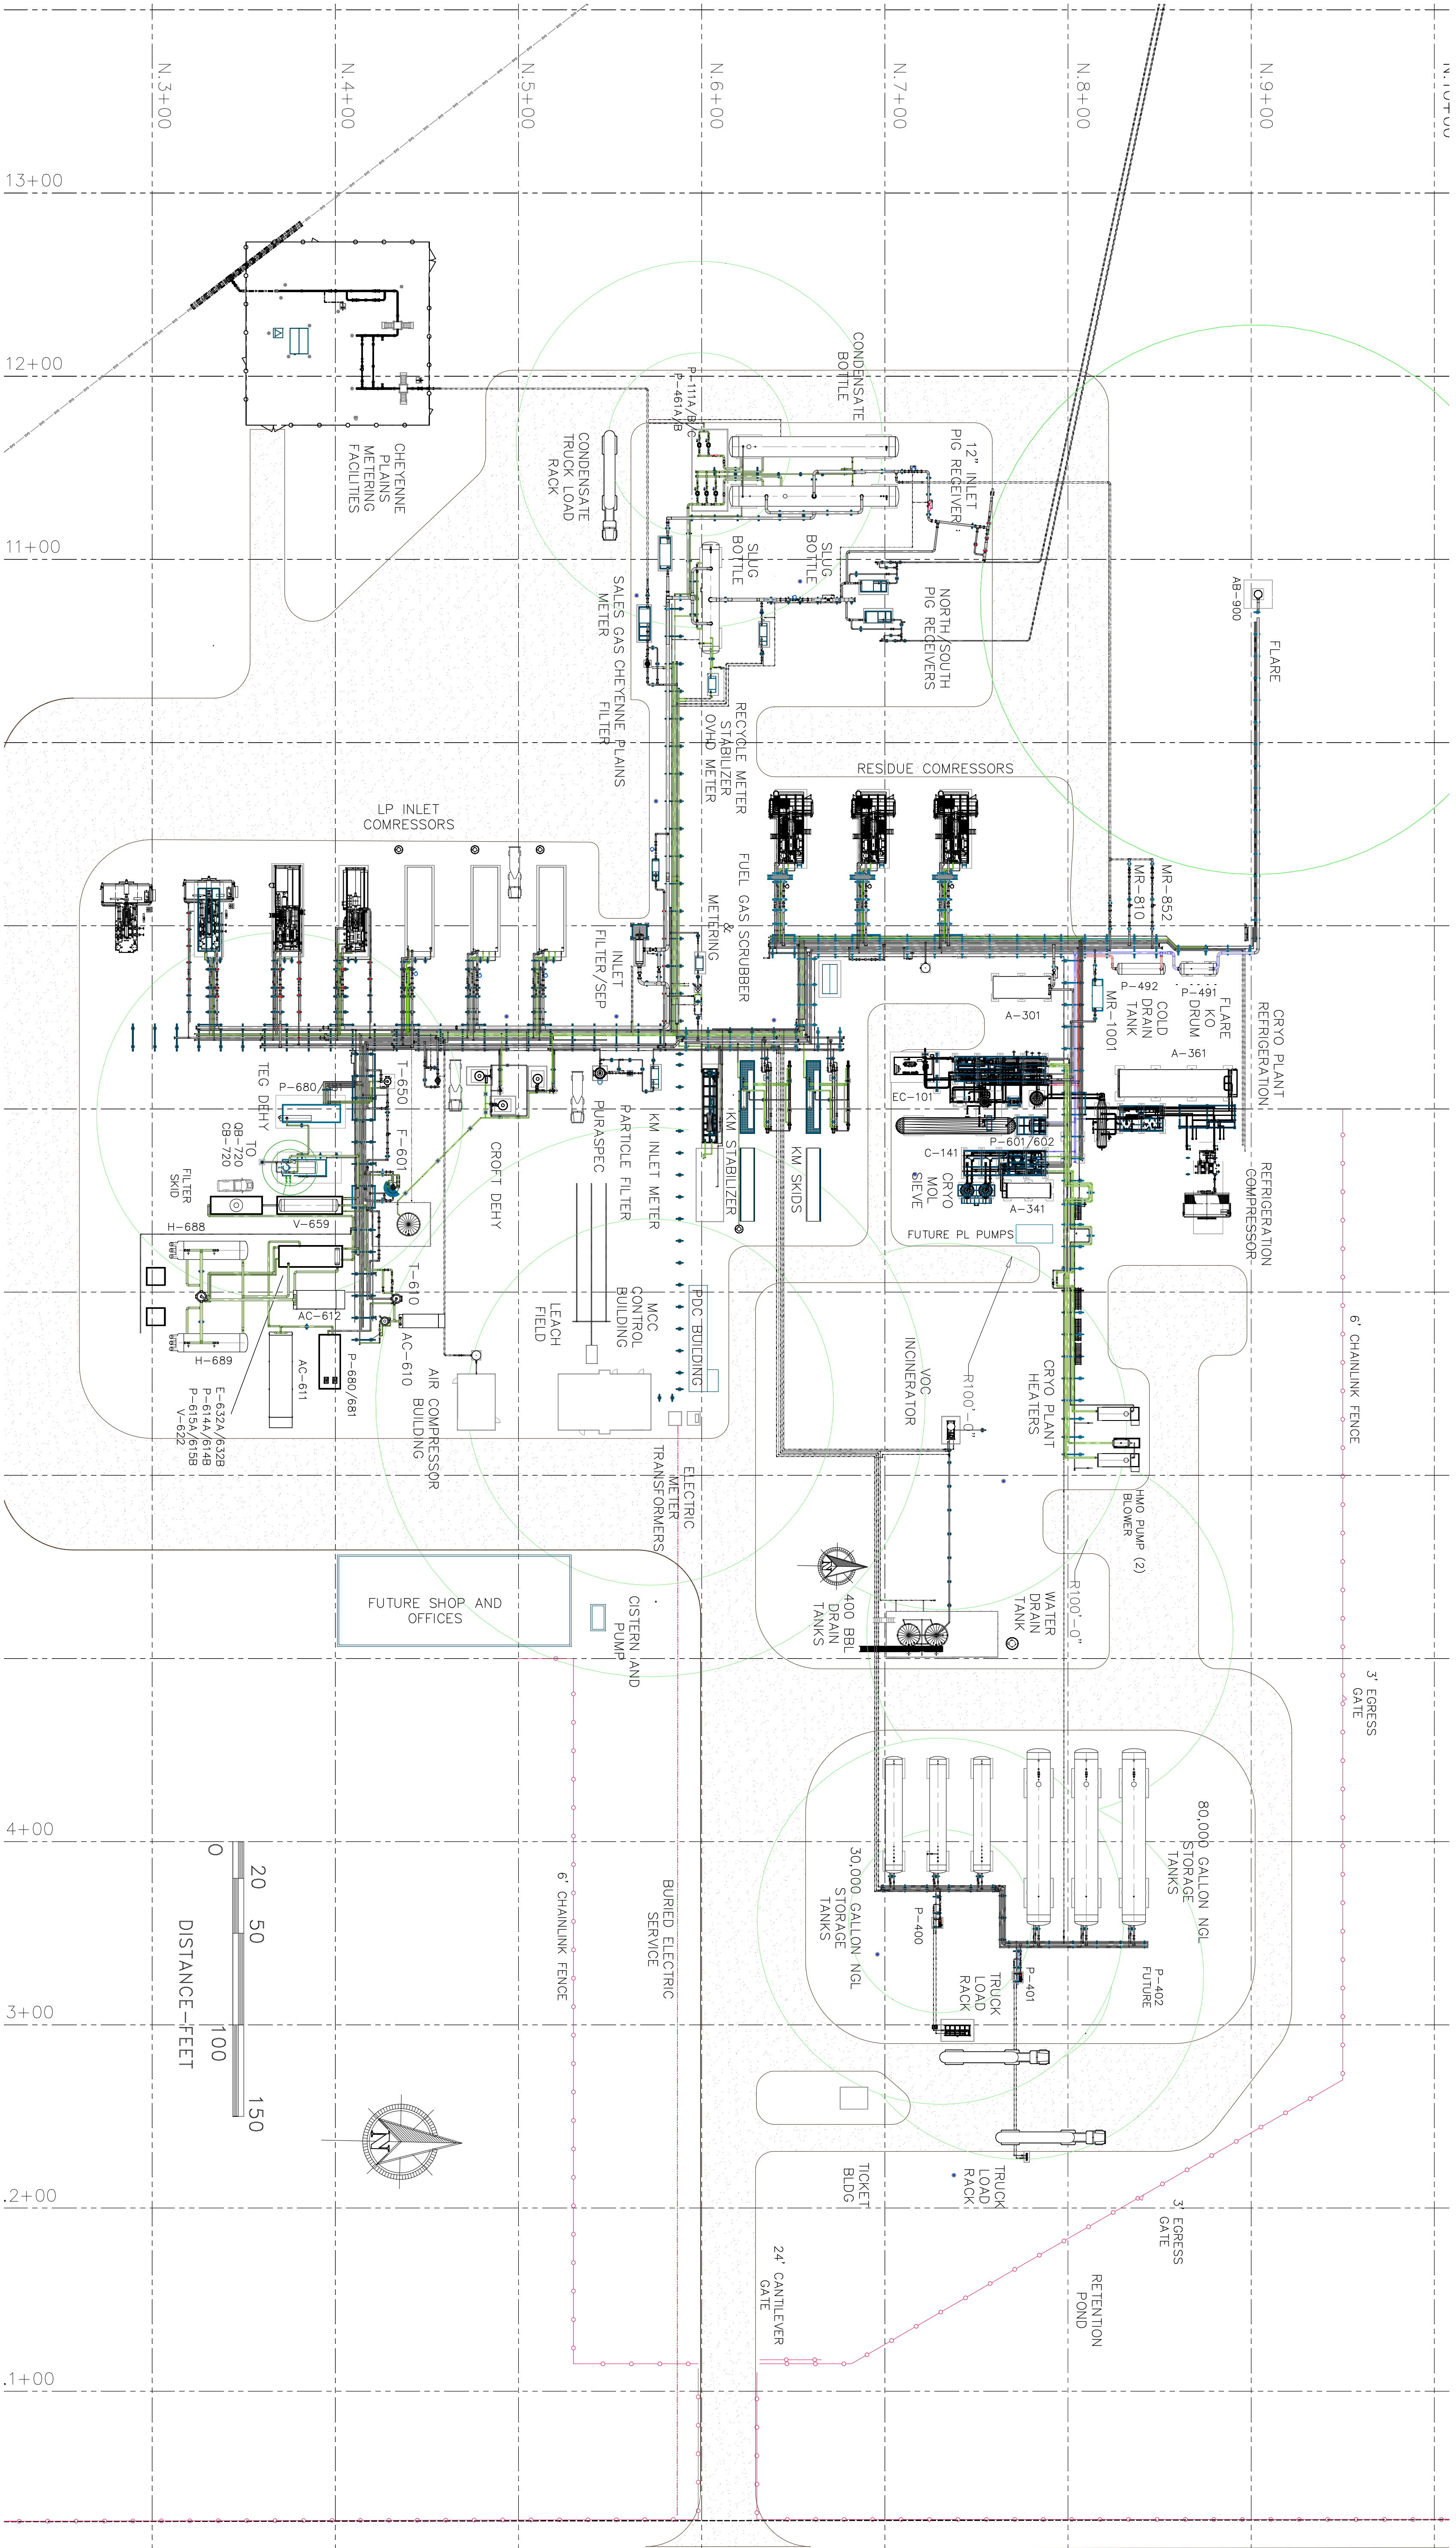 N.3+00
N.4+00
N.5+00
N.6+00
N.7+00
N.8+00
N.9+00
13+00
12+00
11+00
4+00
3+00
.2+00
.1+00
CHEYENNE
PLAINS
METERING
FACILITIES
CONDENSATE
TRUCK LOAD
RACK
P-111A/B/C
P-461A/B
CONDENSATE
BOTTLE
12" INLET
PIG RECEIVER
SLUG
BOTTLE
SLUG
BOTTLE
NORTH/SOUTH
PIG RECEIVERS
AB-900
FLARE
SALES GAS CHEYENNE PLAINS
METER FILTER
RECYCLE METER
STABILIZER
OVHD METER
RESIDUE COMRESSORS
LP INLET
COMRESSORS
FUEL GAS SCRUBBER
&
METERING
INLET
FILTER/SEP
MR-852
MR-810
P-492
P-491
COLD
DRAIN
TANK
FLARE
KO
DRUM
CRYO PLANT
REFRIGERATION
MR-1001
A-301
A-361
EC-101
P-601/602
C-141
CRYO
MOL
SIEVE
A-341
FUTURE PL PUMPS
REFRIGERATION
COMPRESSOR
KM SKIDS
KM STABILIZER
KM INLET METER
PARTICLE FILTER
PURASPEC
CROFT DEHY
T-650
F-601
TEG DEHY
TO
QB-720
CB-720
FILTER
SKID
V-659
H-688
H-689
AC-612
T-610
AC-610
AC-611
P-680/681
E-632A/632B
P-614A/614B
P-615A/615B
V-622
AIR COMPRESSOR
BUILDING
LEACH
FIELD
MCC
CONTROL
BUILDING
PDC BUILDING
ELECTRIC
METER
TRANSFORMERS
VOC
INCINERATOR
R100'-0"
CRYO PLANT
HEATERS
HMO PUMP (2)
BLOWER
6' CHAINLINK FENCE
R100'-0"
WATER
DRAIN
TANK
400 BBL
DRAIN
TANKS
N
FUTURE SHOP AND
OFFICES
CISTERN AND
PUMP
3' EGRESS
GATE
80,000 GALLON NGL
STORAGE
TANKS
30,000 GALLON NGL
STORAGE
TANKS
P-400
P-401
P-402
FUTURE
TRUCK
LOAD
RACK
BURIED ELECTRIC
SERVICE
6' CHAINLINK FENCE
0 20 50 100 150
DISTANCE-FEET
N
TICKET
BLDG
TRUCK
LOAD
RACK
3' EGRESS
GATE
24' CANTILEVER
GATE
RETENTION
POND